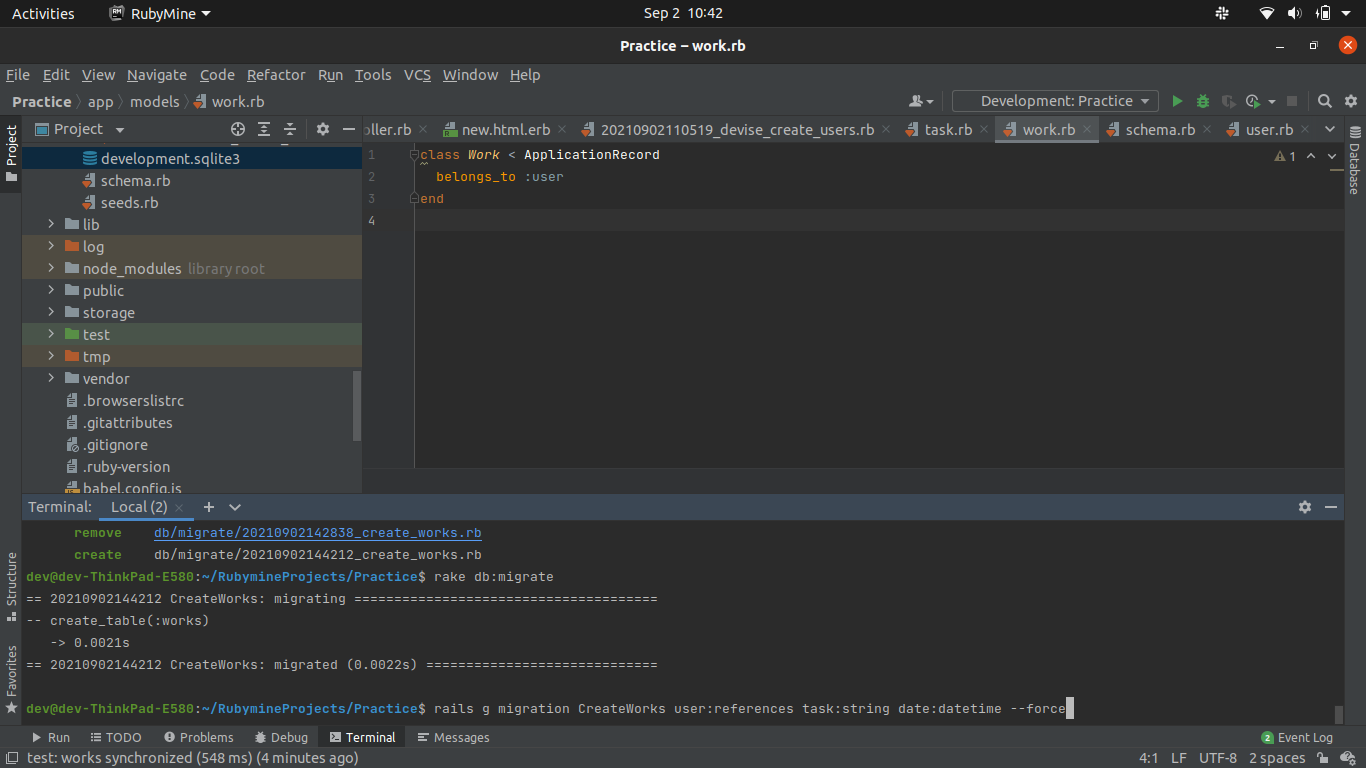 Activities RubyMine Sep 2 10:42
Practice – work.rb
File Edit View Navigate Code Refactor Run Tools VCS Window Help
Practice app models work.rb Development: Practice
Project
Project
oller.rb new.html.erb 20210902110519_devise_create_users.rb task.rb work.rb schema.rb user.rb
Database
development.sqlite3
schema.rb
seeds.rb
lib
log
node_modules library root
public
storage
test
tmp
vendor
.browserslistrc
.gitattributes
.gitignore
.ruby-version
babel.config.js
1 class Work < ApplicationRecord 1
2 belongs_to :user
3 end
4
Structure
Favorites
Terminal: Local (2)
remove db/migrate/20210902142838_create_works.rb
create db/migrate/20210902144212_create_works.rb
dev@dev-ThinkPad-E580:~/RubymineProjects/Practice$ rake db:migrate
== 20210902144212 CreateWorks: migrating ======================================
-- create_table(:works)
-> 0.0021s
== 20210902144212 CreateWorks: migrated (0.0022s) =============================
dev@dev-ThinkPad-E580:~/RubymineProjects/Practice$ rails g migration CreateWorks user:references task:string date:datetime --force
Run TODO Problems Debug Terminal Messages 2 Event Log
test: works synchronized (548 ms) (4 minutes ago) 4:1 LF UTF-8 2 spaces